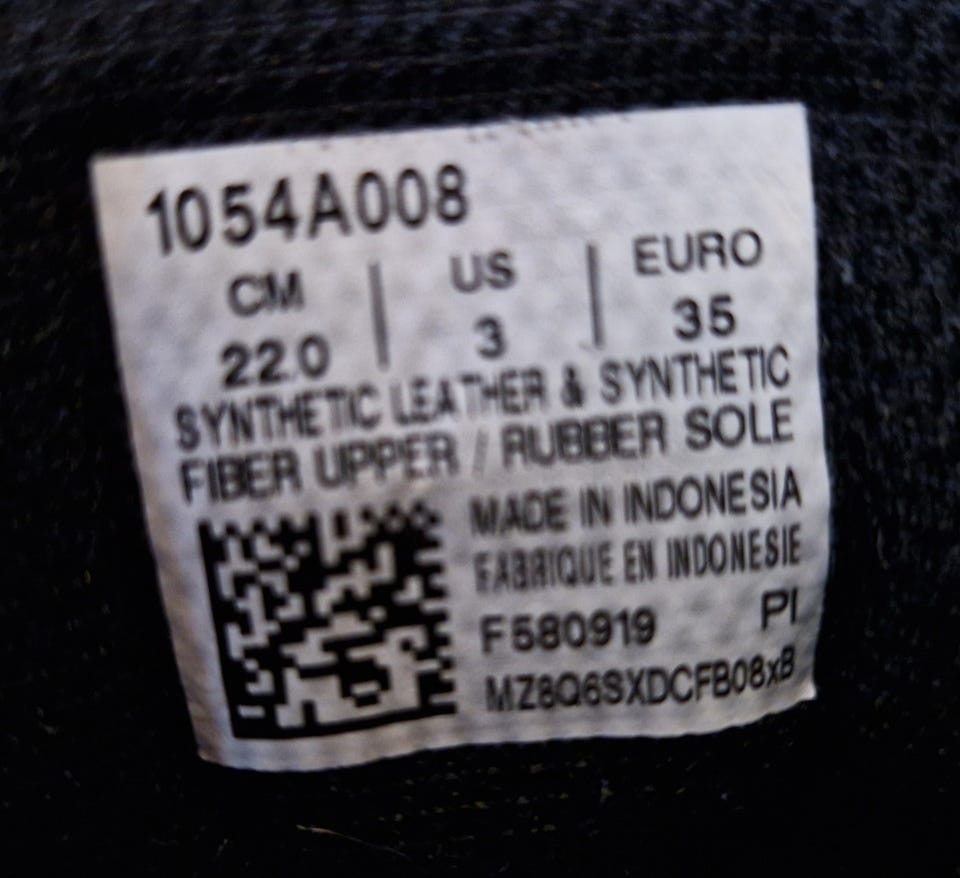 1054A008
CM | US | EURO
22.0 | 3 | 35
SYNTHETIC LEATHER & SYNTHETIC
FIBER UPPER / RUBBER SOLE
MADE IN INDONESIA
FABRIQUE EN INDONESIE
F580919 PI
MZ8Q6SXDCFB08xB